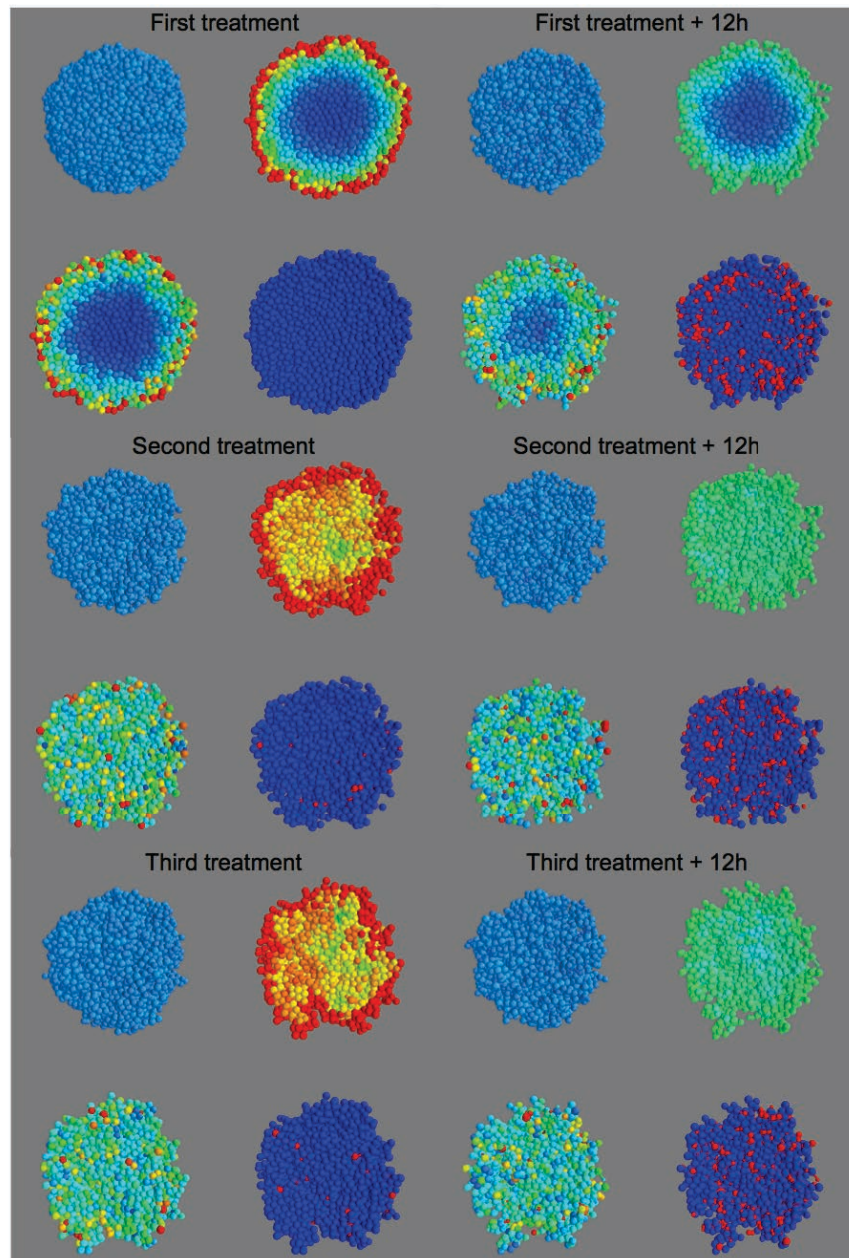 First treatment
First treatment + 12h
Second treatment
Second treatment + 12h
Third treatment
Third treatment + 12h